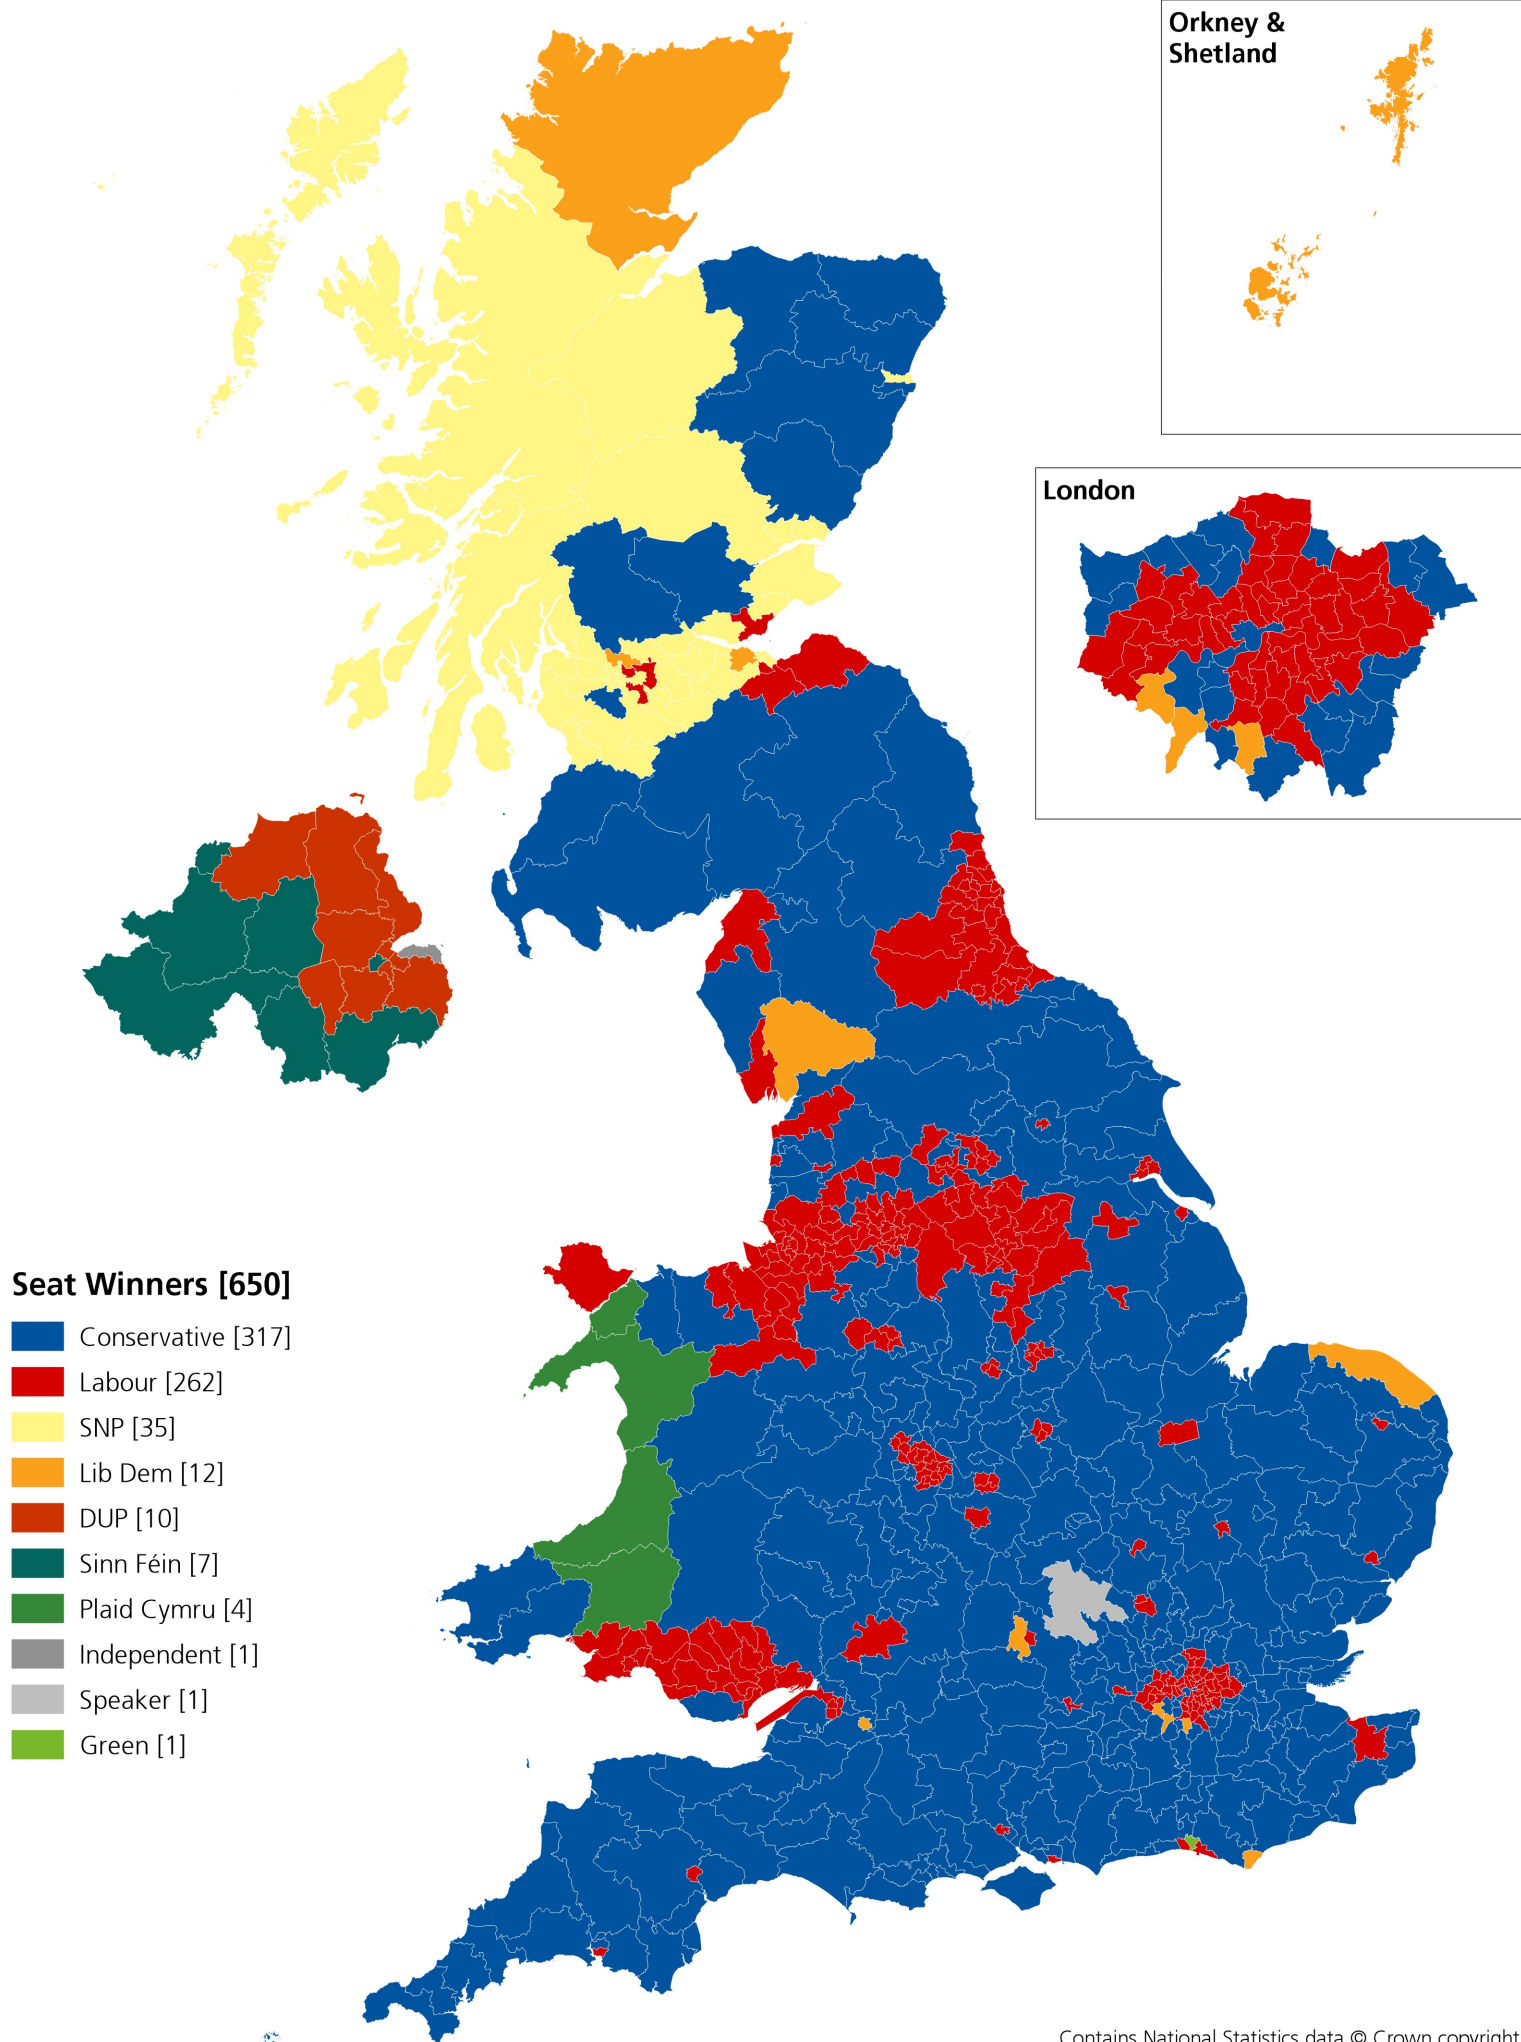 Orkney &
Shetland
London
Seat Winners [650]
Conservative [317]
Labour [262]
SNP [35]
Lib Dem [12]
DUP [10]
Sinn Féin [7]
Plaid Cymru [4]
Independent [1]
Speaker [1]
Green [1]
Contains National Statistics data © Crown copyright